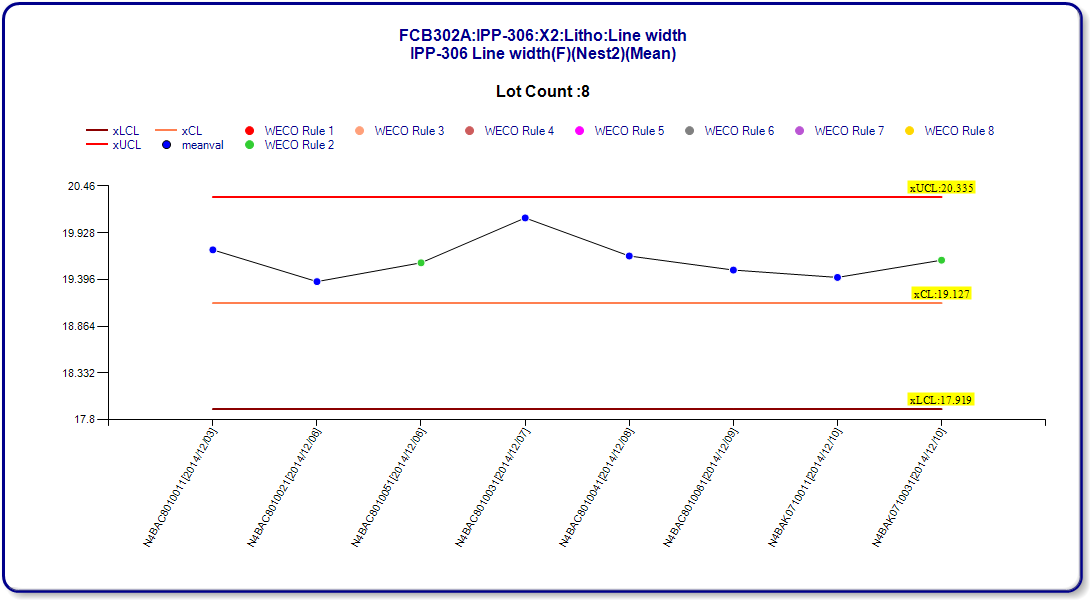 FCB302A:IPP-306:X2:Litho:Line width
IPP-306 Line width(F)(Nest2)(Mean)
Lot Count :8
xLCL xCL WECO Rule 1 WECO Rule 3 WECO Rule 4 WECO Rule 5 WECO Rule 6 WECO Rule 7 WECO Rule 8
xUCL meanval WECO Rule 2
20.46
xUCL:20.335
19.928
19.396
xCL:19.127
18.864
18.332
xLCL:17.919
17.8
N4BAC8010011[2014/12/03]
N4BAC8010021[2014/12/06]
N4BAC8010051[2014/12/06]
N4BAC8010031[2014/12/07]
N4BAC8010041[2014/12/08]
N4BAC8010061[2014/12/09]
N4BAK0710011[2014/12/10]
N4BAK0710031[2014/12/10]